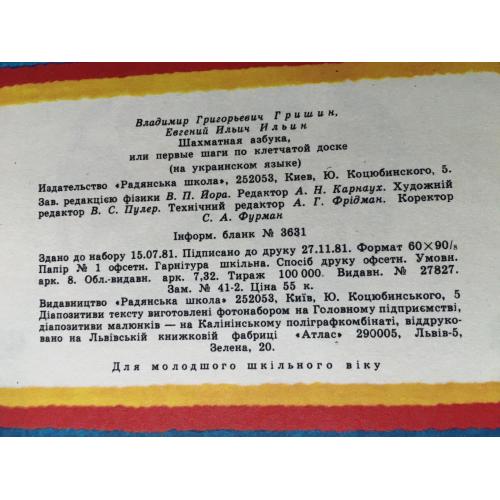 Владимир Григорьевич Гришин,
Евгений Ильич Ильин
Шахматная азбука,
или первые шаги по клетчатой доске
(на украинском языке)
Издательство «Радянська школа», 252053, Киев, Ю. Коцюбинского, 5.
Зав. редакцією фізики В. П. Йора. Редактор А. Н. Карнаух. Художній
редактор В. С. Пулер. Технічний редактор А. Г. Фрідман. Коректор
С. А. Фурман
Інформ. бланк № 3631
Здано до набору 15.07.81. Підписано до друку 27.11.81. Формат 60×90/8
Папір № 1 офсетн. Гарнітура шкільна. Спосіб друку офсетн. Умовн.
арк. 8. Обл.-видавн. арк. 7,32. Тираж 100 000. Видавн. № 27827.
Зам. № 41-2. Ціна 55 к.
Видавництво «Радянська школа» 252053, Київ, Ю. Коцюбинського, 5
Діапозитиви тексту виготовлені фотонабором на Головному підприємстві,
діапозитиви малюнків — на Калінінському поліграфкомбінаті, віддруко-
вано на Львівській книжковій фабриці «Атлас» 290005, Львів-5,
Зелена, 20.
Для молодшого шкільного віку